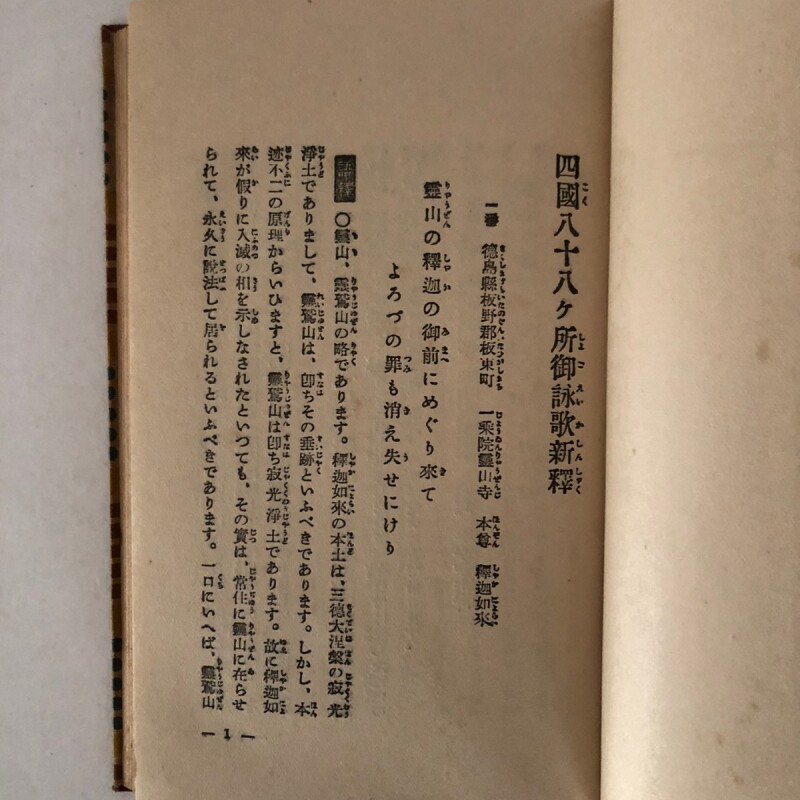 四國八十八ヶ所御詠歌新釋
一番 德島縣板野郡板東町 一乘院靈山寺 本尊 釋迦如來
靈山の釋迦の御前にめぐり來て
よろづの罪も消え失せにけり
語釋 ○靈山、靈鷲山の略であります。釋迦如來の本土は、三德大涅槃の寂光
淨土でありまして、靈鷲山は、卽ちその垂跡といふべきであります。しかし、本
迹不二の原理からいひますと、靈鷲山は卽ち寂光淨土であります。故に釋迦如
來が假りに入滅の相を示しなされたといつても、その實は、常住に靈山に在らせ
られて、永久に說法して居られるといふべきであります。一口にいへば、靈鷲山
— 1 —